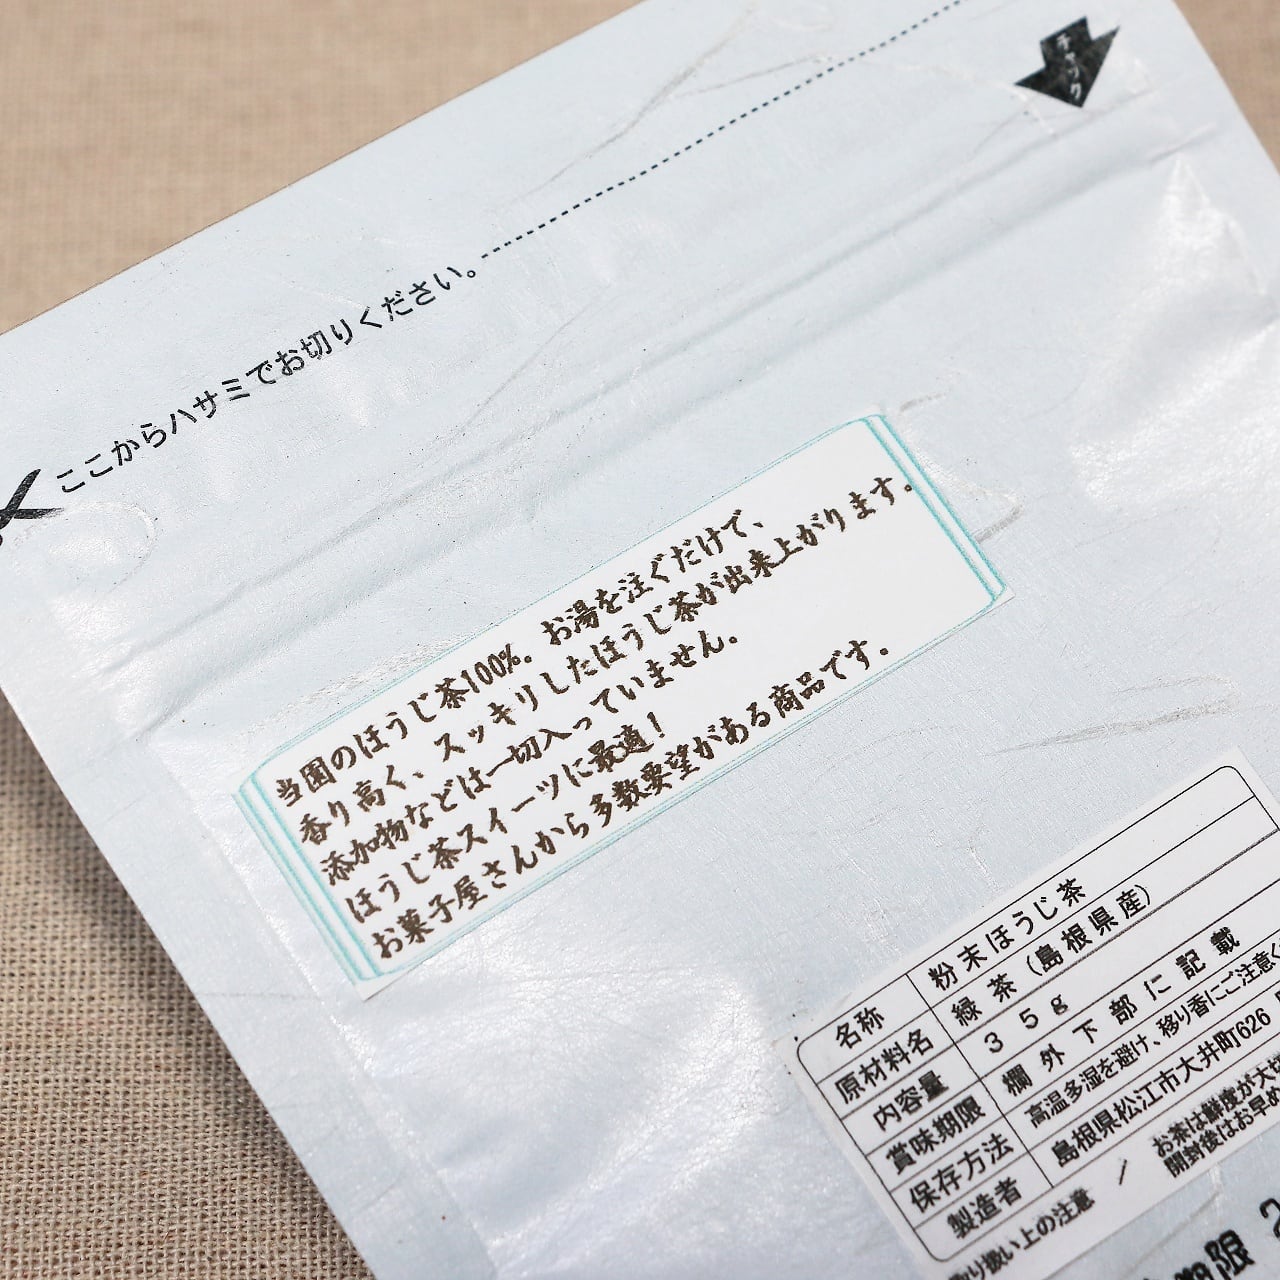 チャック
ここからハサミでお切りください。
当園のほうじ茶100%。お湯を注ぐだけで、
香り高く、スッキリしたほうじ茶が出来上がります。
添加物などは一切入っていません。
ほうじ茶スイーツに最適！
お菓子屋さんから多数要望がある商品です。
名称 粉末ほうじ茶
原材料名 緑茶（島根県産）
内容量 35g
賞味期限 欄外下部に記載
保存方法 高温多湿を避け、移り香にご注意く
製造者 島根県松江市大井町626
り扱い上の注意 お茶は鮮度が大切
開封後はお早め
期限 2